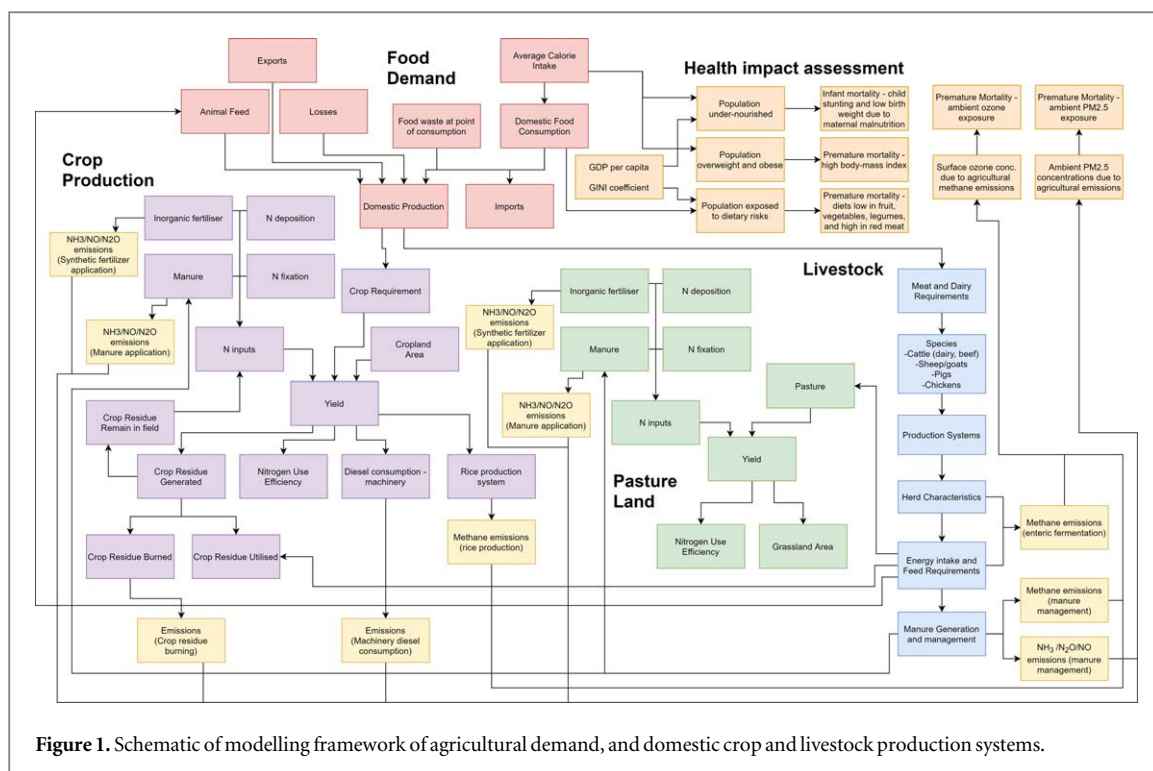 Exports
Food
Demand
Average Calorie
Intake
Health impact assessment
Animal Feed
Losses
Food waste at point
of consumption
Domestic Food
Consumption
Population
under-nourished
Infant mortality - child
stunting and low birth
weight due to
maternal malnutrition
Premature Mortality -
ambient ozone
exposure
Premature Mortality -
ambient PM2.5
exposure
GDP per capita
GINI coefficient
Population
overweight and obese
Premature mortality -
high body-mass index
Surface ozone conc.
due to agricultural
methane emissions
Ambient PM2.5
concentrations due to
agricultural emissions
Domestic Production
Imports
Population exposed
to dietary risks
Premature mortality -
diets low in fruit,
vegetables, legumes,
and high in red meat
Crop
Production
Inorganic fertiliser
N deposition
NH3/NO/N2O
emissions
(Synthetic fertilizer
application)
Manure
N fixation
NH3/NO/N2O
emissions
(Manure application)
Crop Requirement
N inputs
Cropland
Area
Yield
Crop Residue
Remain in field
Crop Residue
Generated
Nitrogen Use
Efficiency
Diesel consumption -
machinery
Rice production
system
Crop Residue Burned
Crop Residue Utilised
Methane emissions
(rice production)
Emissions
(Crop residue
burning)
Emissions
(Machinery diesel
consumption)
Inorganic fertiliser
N deposition
NH3/NO/N2O
emissions
(Synthetic fertilizer
application)
Manure
N fixation
NH3/NO/N2O
emissions
(Manure application)
N inputs
Pasture
Yield
Pasture
Land
Nitrogen Use
Efficiency
Grassland Area
Livestock
Meat and Dairy
Requirements
Species
-Cattle (dairy, beef)
-Sheep/goats
-Pigs
-Chickens
Production Systems
Herd Characteristics
Methane emissions
(enteric fermentation)
Energy intake and
Feed Requirements
Manure Generation
and management
Methane emissions
(manure
management)
NH₃ /N₂O/NO
emissions (manure
management)
Figure 1. Schematic of modelling framework of agricultural demand, and domestic crop and livestock production systems.